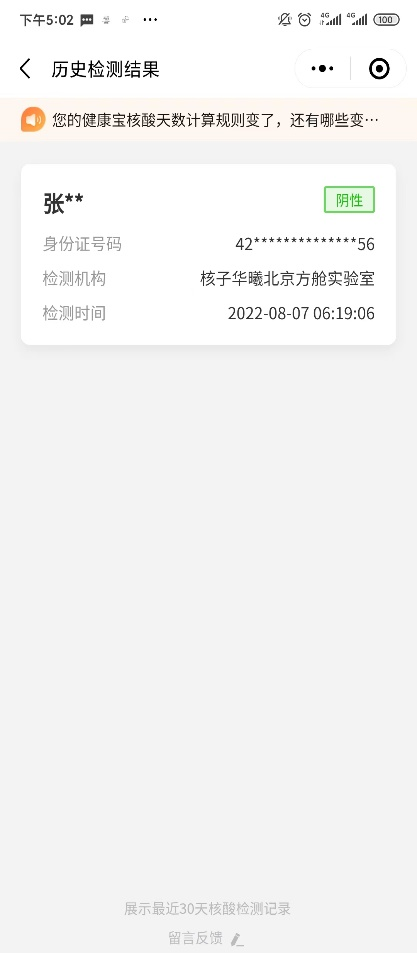 下午5:02
4G 4G 100
历史检测结果
您的健康宝核酸天数计算规则变了，还有哪些变···
张**
阴性
身份证号码 42**************56
检测机构 核子华曦北京方舱实验室
检测时间 2022-08-07 06:19:06
展示最近30天核酸检测记录
留言反馈